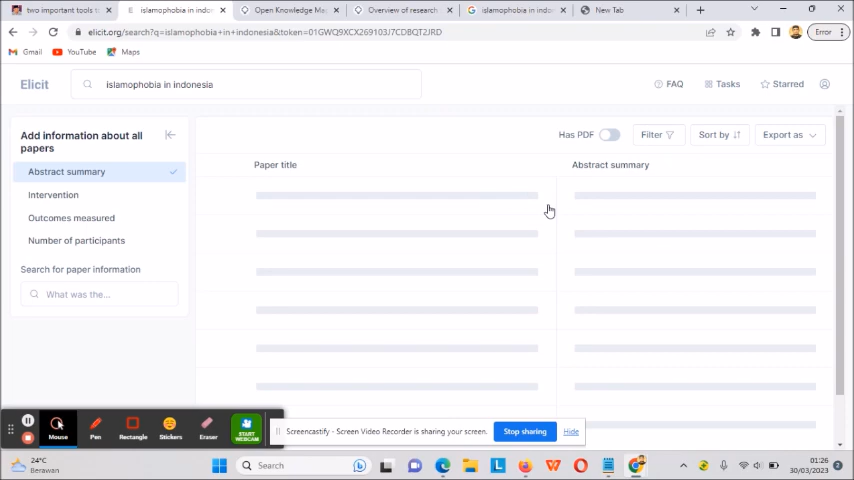 two important tools t
islamophobia in indon
Open Knowledge Ma
Overview of research
islamophobia in indon
New Tab
elicit.org/search?q=islamophobia+in+indonesia&token=01GWQ9XCX269103J7CDBQT2JRD
Error
Gmail
YouTube
Maps
Elicit
islamophobia in indonesia
FAQ
Tasks
Starred
Add information about all
papers
Has PDF
Filter
Sort by
Export as
Paper title
Abstract summary
Abstract summary
Intervention
Outcomes measured
Number of participants
Search for paper information
What was the...
Mouse
Pen
Rectangle
Stickers
Eraser
START
WEBCAM
Screencastify - Screen Video Recorder is sharing your screen.
Stop sharing
Hide
24°C
Berawan
Search
01:26
30/03/2023